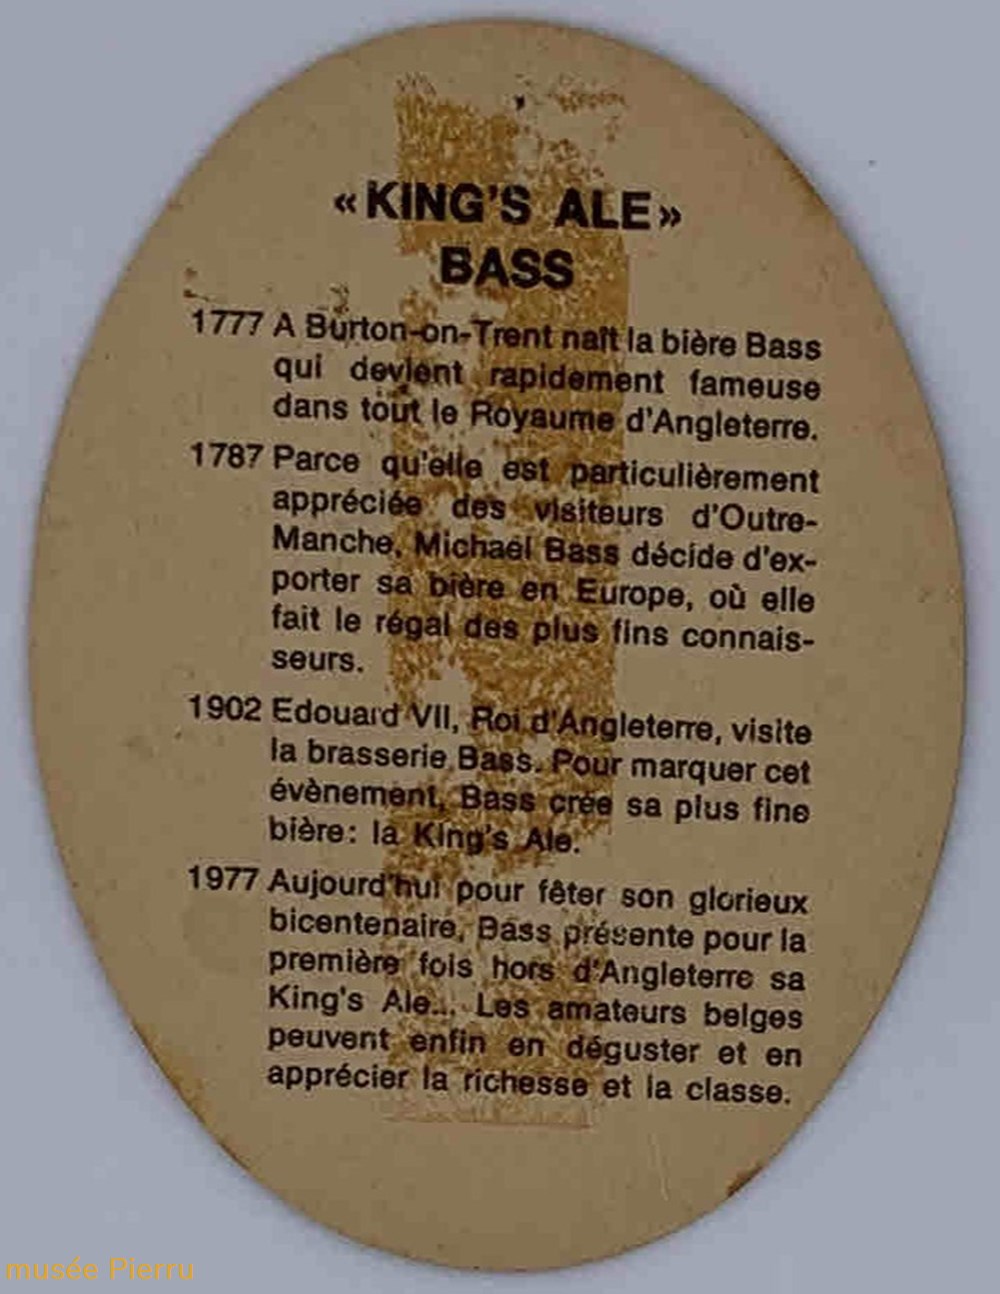 «KING'S ALE»
BASS
1777 A Burton-on-Trent naît la bière Bass
qui devient rapidement fameuse
dans tout le Royaume d'Angleterre.
1787 Parce qu'elle est particulièrement
appréciée des visiteurs d'Outre-
Manche, Michaël Bass décide d'ex-
porter sa bière en Europe, où elle
fait le régal des plus fins connais-
seurs.
1902 Edouard VII, Roi d'Angleterre, visite
la brasserie Bass. Pour marquer cet
évènement, Bass crée sa plus fine
bière: la King's Ale.
1977 Aujourd'hui pour fêter son glorieux
bicentenaire, Bass présente pour la
première fois hors d'Angleterre sa
King's Ale... Les amateurs belges
peuvent enfin en déguster et en
apprécier la richesse et la classe.
musée Pierru